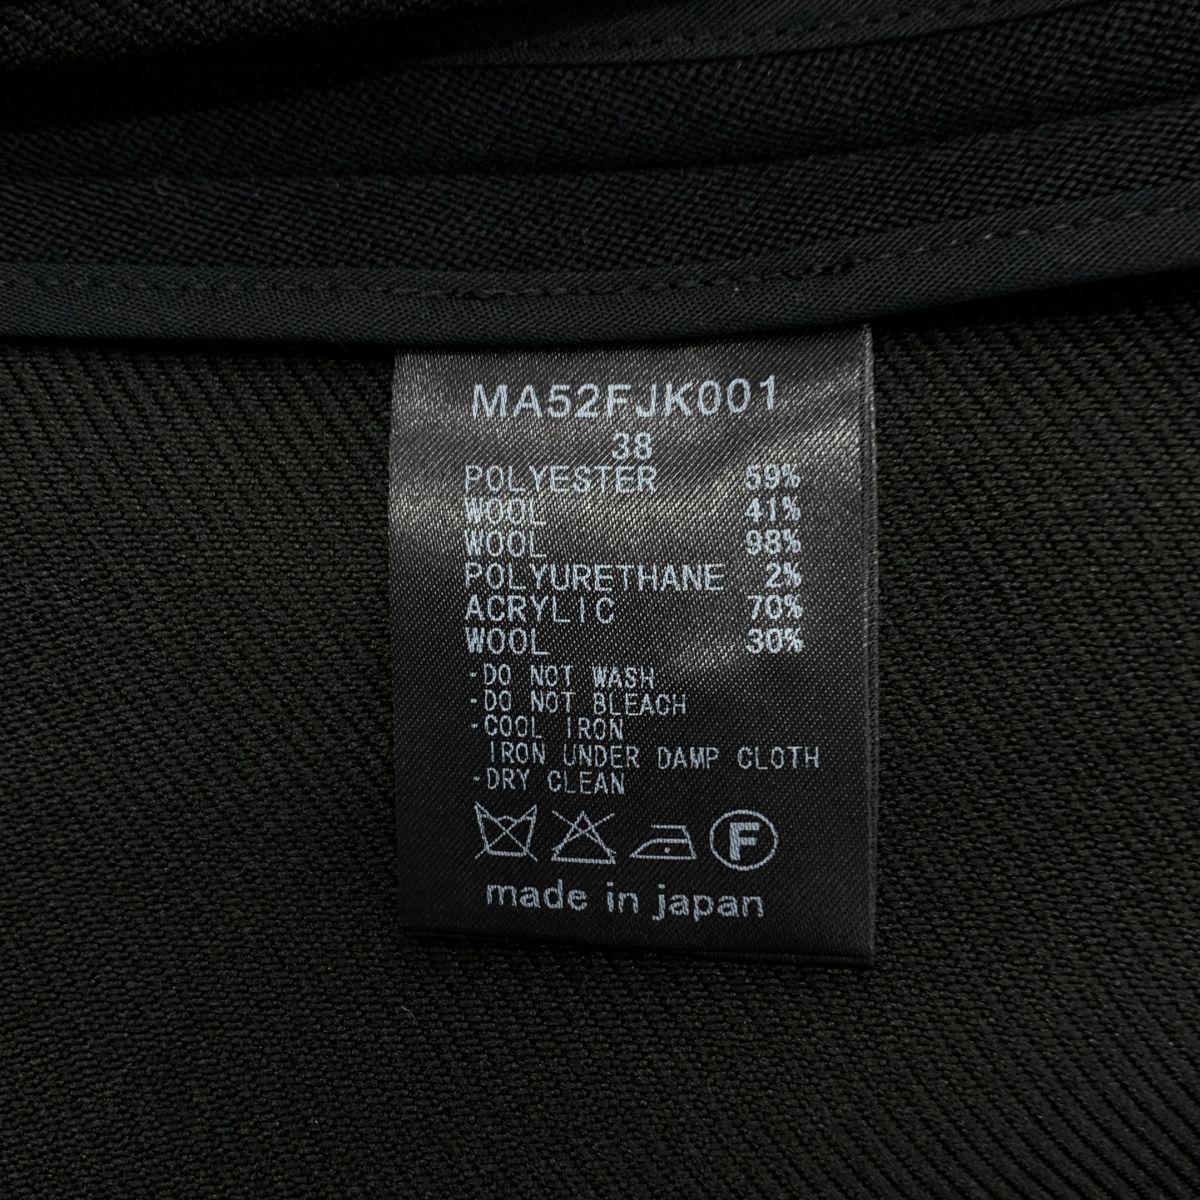 MA52FJK001
38
POLYESTER 59%
WOOL 41%
WOOL 98%
POLYURETHANE 2%
ACRYLIC 70%
WOOL 30%
-DO NOT WASH
-DO NOT BLEACH
-COOL IRON
IRON UNDER DAMP CLOTH
-DRY CLEAN
F
made in japan